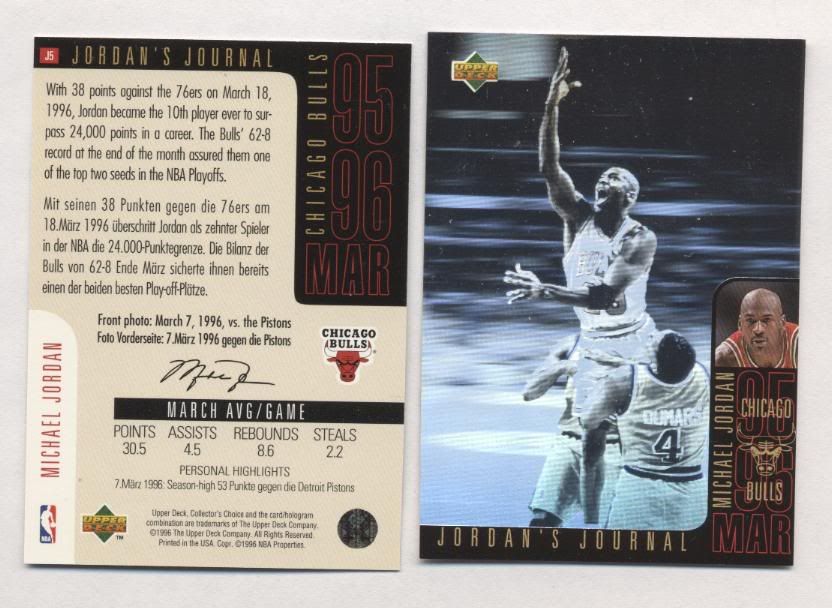 J5
JORDAN'S JOURNAL
With 38 points against the 76ers on March 18,
1996, Jordan became the 10th player ever to sur-
pass 24,000 points in a career. The Bulls' 62-8
record at the end of the month assured them one
of the top two seeds in the NBA Playoffs.
Mit seinen 38 Punkten gegen die 76ers am
18.März 1996 überschritt Jordan als zehnter Spieler
in der NBA die 24.000-Punktegrenze. Die Bilanz der
Bulls von 62-8 Ende März sicherte ihnen bereits
einen der beiden besten Play-off-Plätze.
CHICAGO BULLS
95
96
MAR
Front photo: March 7, 1996, vs. the Pistons
Foto Vorderseite: 7.März 1996 gegen die Pistons
CHICAGO
BULLS
MICHAEL JORDAN
MARCH AVG/GAME
POINTS ASSISTS REBOUNDS STEALS
30.5 4.5 8.6 2.2
PERSONAL HIGHLIGHTS
7.März 1996: Season-high 53 Punkte gegen die Detroit Pistons
NBA
UPPER
DECK
TM
Upper Deck, Collector's Choice and the card/hologram
combination are trademarks of The Upper Deck Company.
©1996 The Upper Deck Company. All Rights Reserved.
Printed in the USA. Copr. ©1996 NBA Properties.
UPPER
DECK
BULLS
23
DUMARS
4
MICHAEL JORDAN
95
CHICAGO
96
BULLS
MAR
JORDAN'S JOURNAL